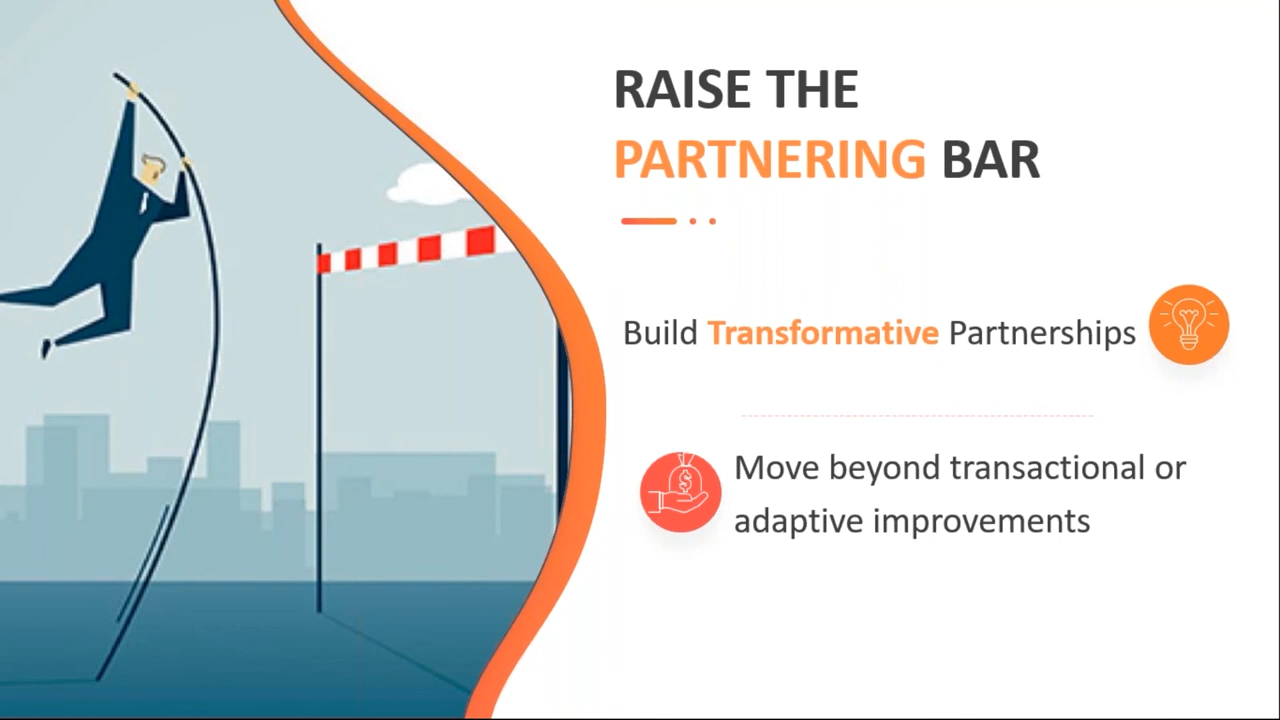 RAISE THE
PARTNERING BAR
Build Transformative Partnerships
Move beyond transactional or
adaptive improvements